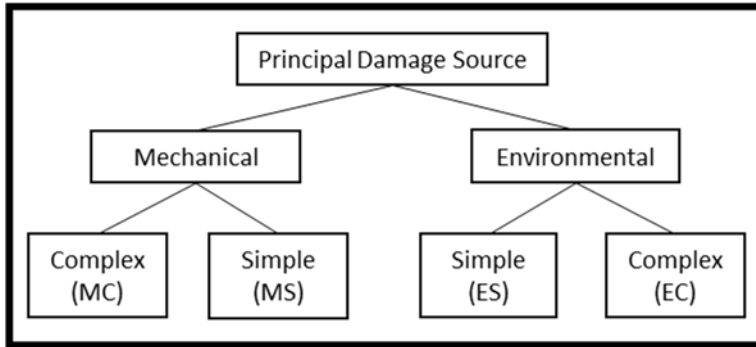 Principal Damage Source
Mechanical
Environmental
Complex
(MC)
Simple
(MS)
Simple
(ES)
Complex
(EC)